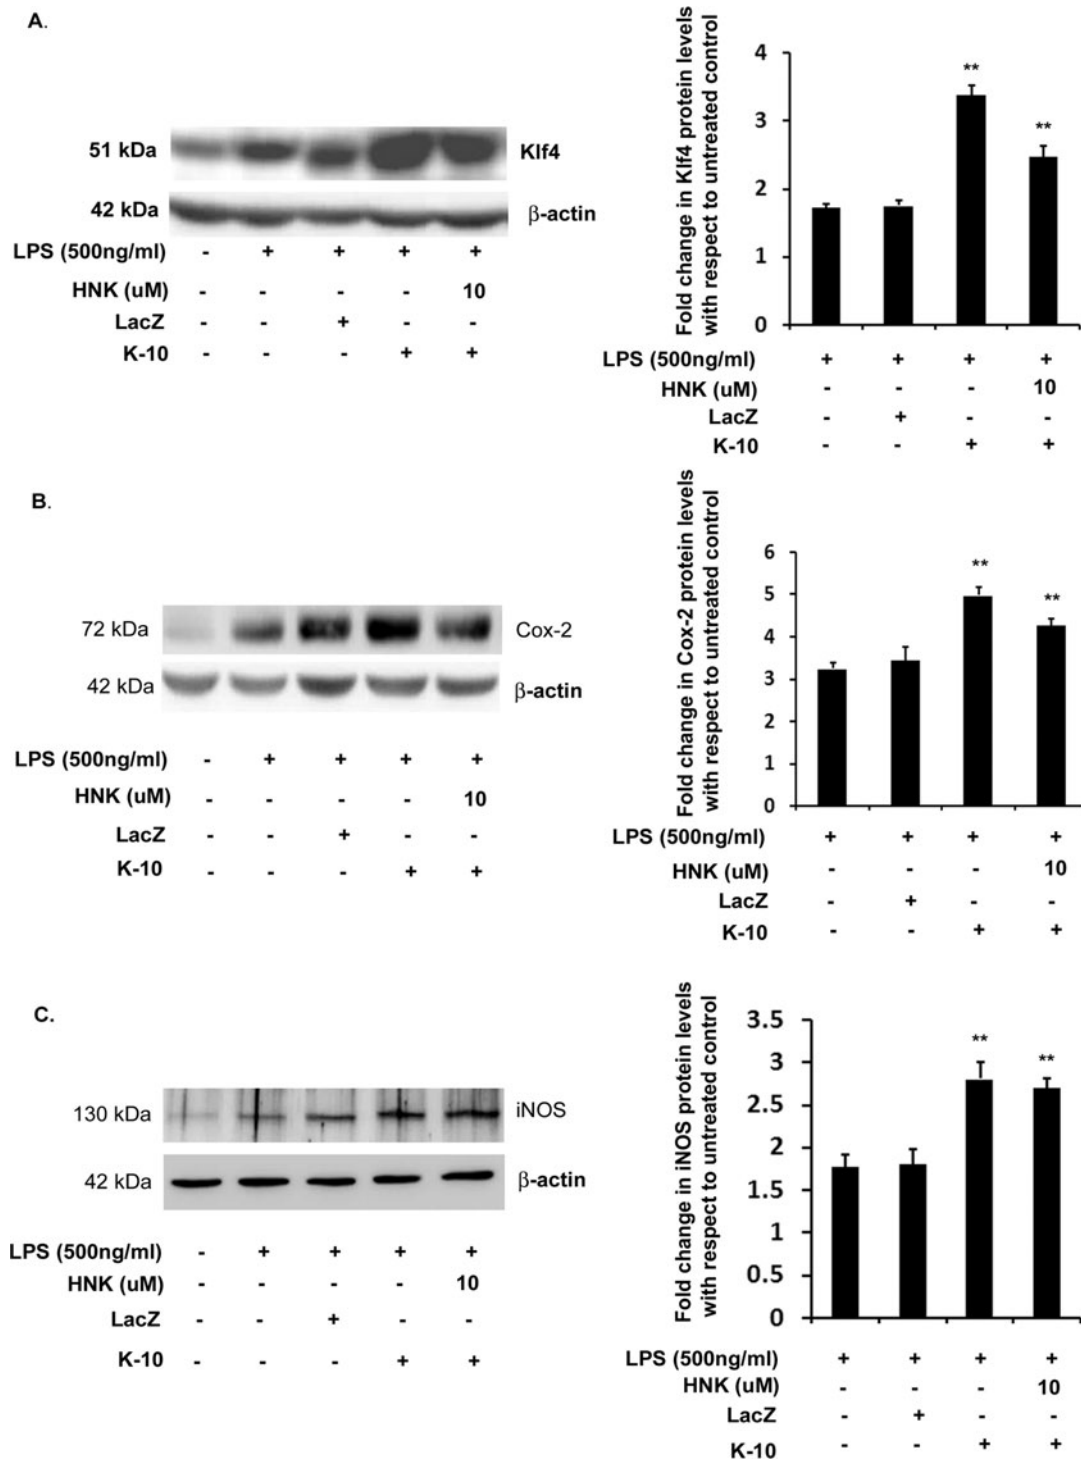 A.
51 kDa
Klf4
42 kDa
β-actin
LPS (500ng/ml) - + + + +
HNK (uM) - - - - 10
LacZ - - + - -
K-10 - - - + +
Fold change in Klf4 protein levels
with respect to untreated control
4
3
2
1
0
** **
LPS (500ng/ml) + + + +
HNK (uM) - - - 10
LacZ - + - -
K-10 - - + +
B.
72 kDa
Cox-2
42 kDa
β-actin
LPS (500ng/ml) - + + + +
HNK (uM) - - - - 10
LacZ - - + - -
K-10 - - - + +
Fold change in Cox-2 protein levels
with respect to untreated control
6
5
4
3
2
1
0
** **
LPS (500ng/ml) + + + +
HNK (uM) - - - 10
LacZ - + - -
K-10 - - + +
C.
130 kDa
iNOS
42 kDa
β-actin
LPS (500ng/ml) - + + + +
HNK (uM) - - - - 10
LacZ - - + - -
K-10 - - - + +
Fold change in iNOS protein levels
with respect to untreated control
3.5
3
2.5
2
1.5
1
0.5
0
** **
LPS (500ng/ml) + + + +
HNK (uM) - - - 10
LacZ - + - -
K-10 - - + +